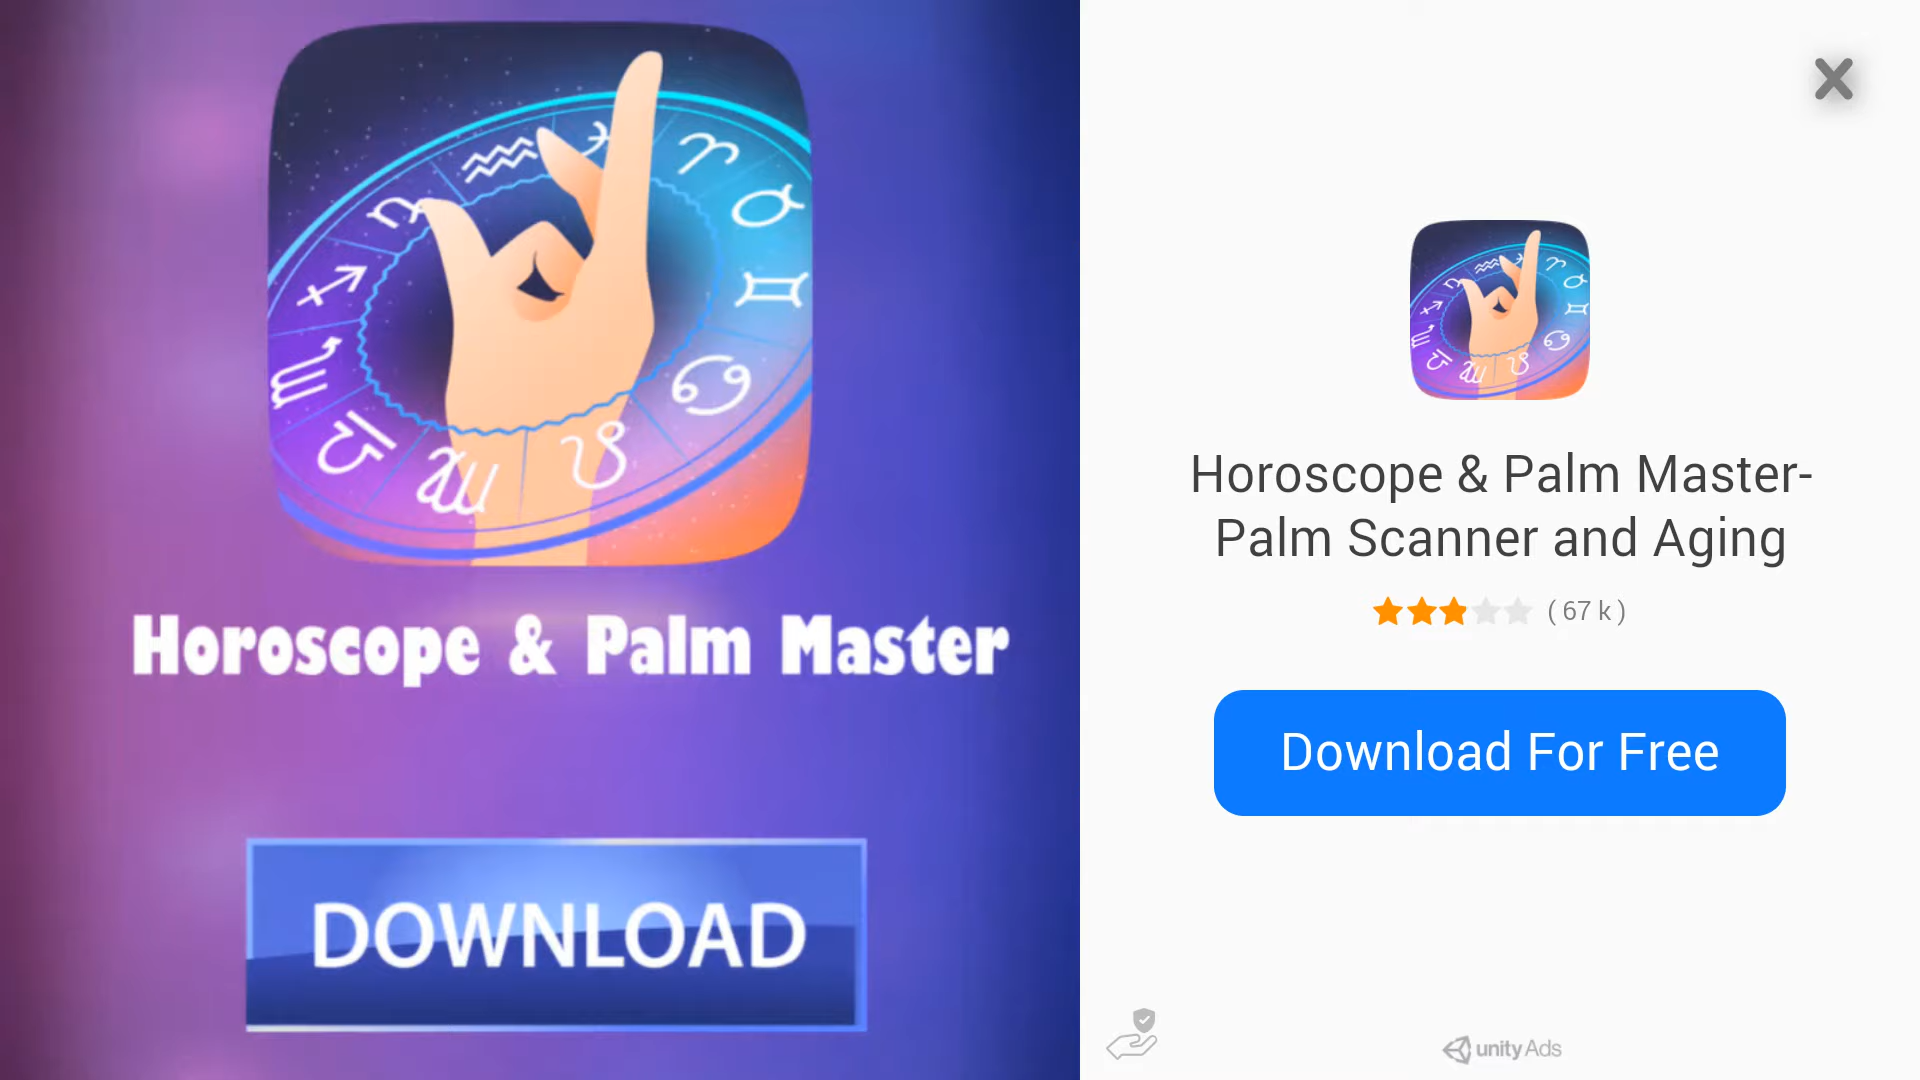 Horoscope & Palm Master
DOWNLOAD
Horoscope & Palm Master-
Palm Scanner and Aging
( 67 k )
Download For Free
unity Ads